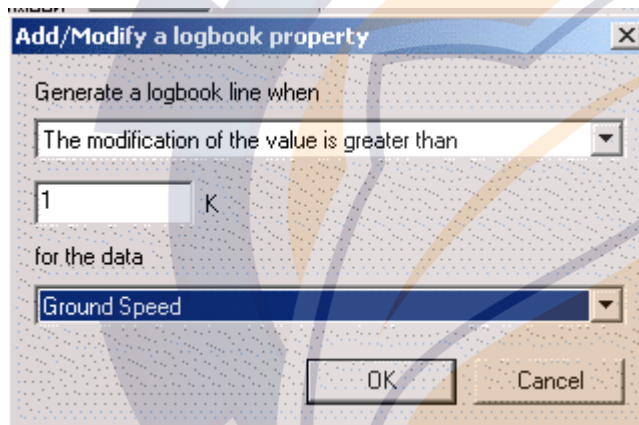 Add/Modify a logbook property
Generate a logbook line when
The modification of the value is greater than
1 K
for the data
Ground Speed
OK Cancel